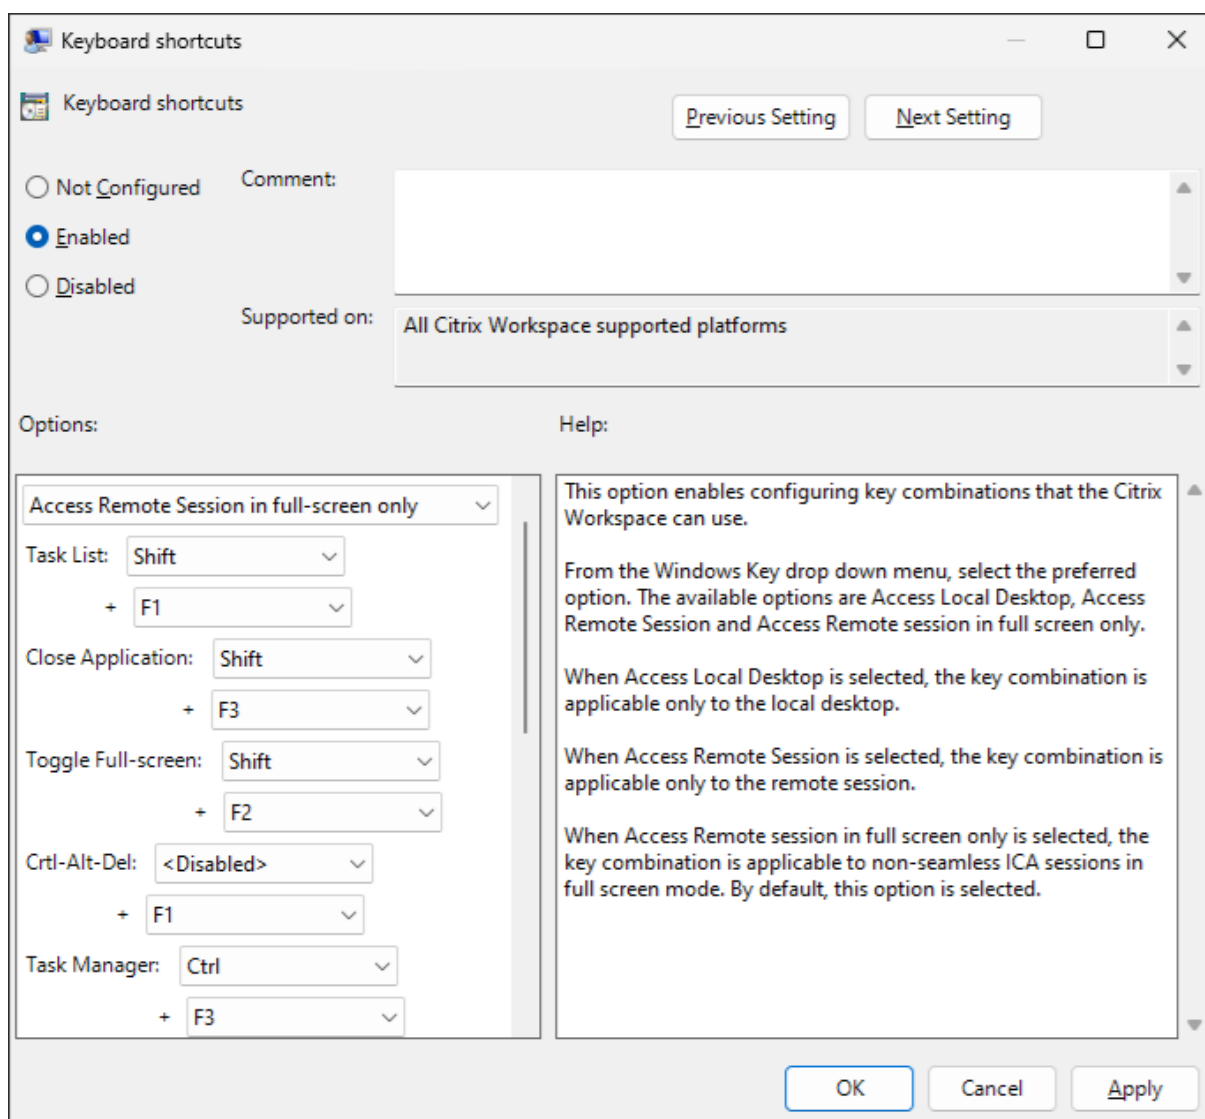 Keyboard shortcuts
Keyboard shortcuts
Previous Setting
Next Setting
Not Configured
Comment:
Enabled
Disabled
Supported on:
All Citrix Workspace supported platforms
Options:
Help:
Access Remote Session in full-screen only
Task List:
Shift
+
F1
Close Application:
Shift
+
F3
Toggle Full-screen:
Shift
+
F2
Crtl-Alt-Del:
<Disabled>
+
F1
Task Manager:
Ctrl
+
F3
This option enables configuring key combinations that the Citrix
Workspace can use.
From the Windows Key drop down menu, select the preferred
option. The available options are Access Local Desktop, Access
Remote Session and Access Remote session in full screen only.
When Access Local Desktop is selected, the key combination is
applicable only to the local desktop.
When Access Remote Session is selected, the key combination is
applicable only to the remote session.
When Access Remote session in full screen only is selected, the
key combination is applicable to non-seamless ICA sessions in
full screen mode. By default, this option is selected.
OK
Cancel
Apply